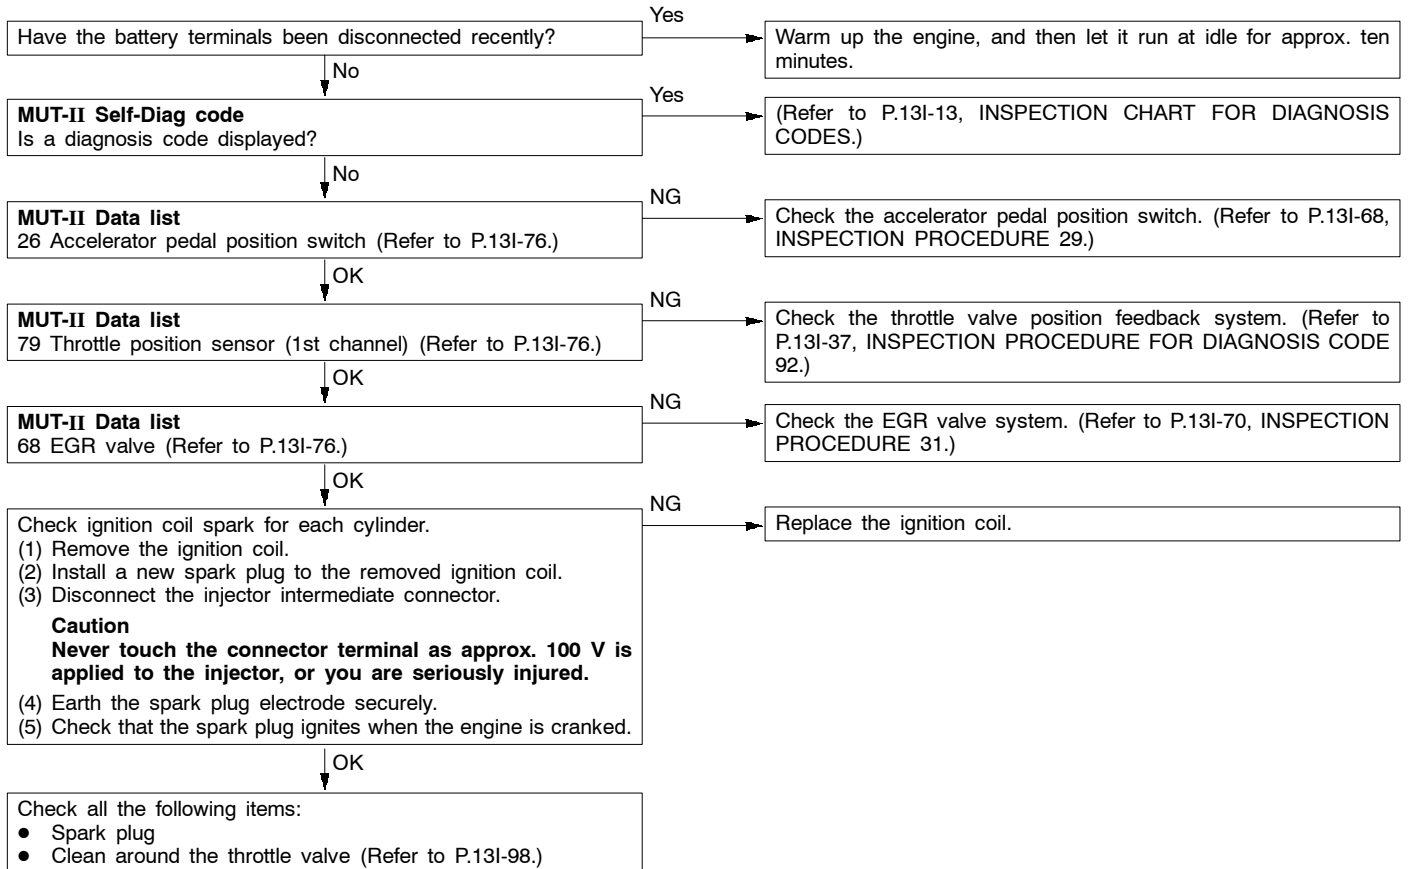 Have the battery terminals been disconnected recently?
Yes
Warm up the engine, and then let it run at idle for approx. ten
minutes.
No
MUT-II Self-Diag code
Is a diagnosis code displayed?
Yes
(Refer to P.13I-13, INSPECTION CHART FOR DIAGNOSIS
CODES.)
No
MUT-II Data list
26 Accelerator pedal position switch (Refer to P.13I-76.)
NG
Check the accelerator pedal position switch. (Refer to P.13I-68,
INSPECTION PROCEDURE 29.)
OK
MUT-II Data list
79 Throttle position sensor (1st channel) (Refer to P.13I-76.)
NG
Check the throttle valve position feedback system. (Refer to
P.13I-37, INSPECTION PROCEDURE FOR DIAGNOSIS CODE
92.)
OK
MUT-II Data list
68 EGR valve (Refer to P.13I-76.)
NG
Check the EGR valve system. (Refer to P.13I-70, INSPECTION
PROCEDURE 31.)
OK
Check ignition coil spark for each cylinder.
(1) Remove the ignition coil.
(2) Install a new spark plug to the removed ignition coil.
(3) Disconnect the injector intermediate connector.
Caution
Never touch the connector terminal as approx. 100 V is
applied to the injector, or you are seriously injured.
(4) Earth the spark plug electrode securely.
(5) Check that the spark plug ignites when the engine is cranked.
NG
Replace the ignition coil.
OK
Check all the following items:
● Spark plug
● Clean around the throttle valve (Refer to P.13I-98.)